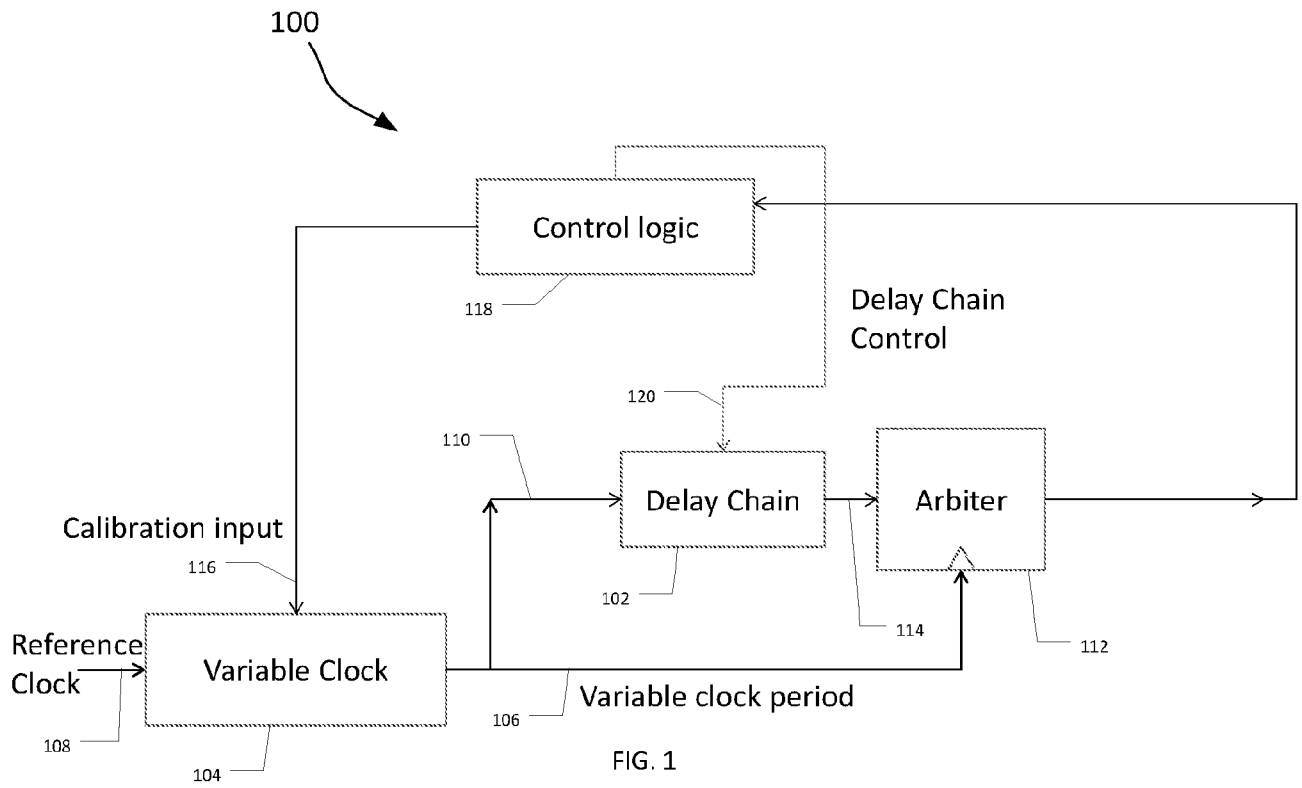 100
Control logic
118
Delay Chain
Control
120
110
Delay Chain
Arbiter
Calibration input
116
102
114
112
Reference
Clock
Variable Clock
Variable clock period
106
108
104
FIG. 1